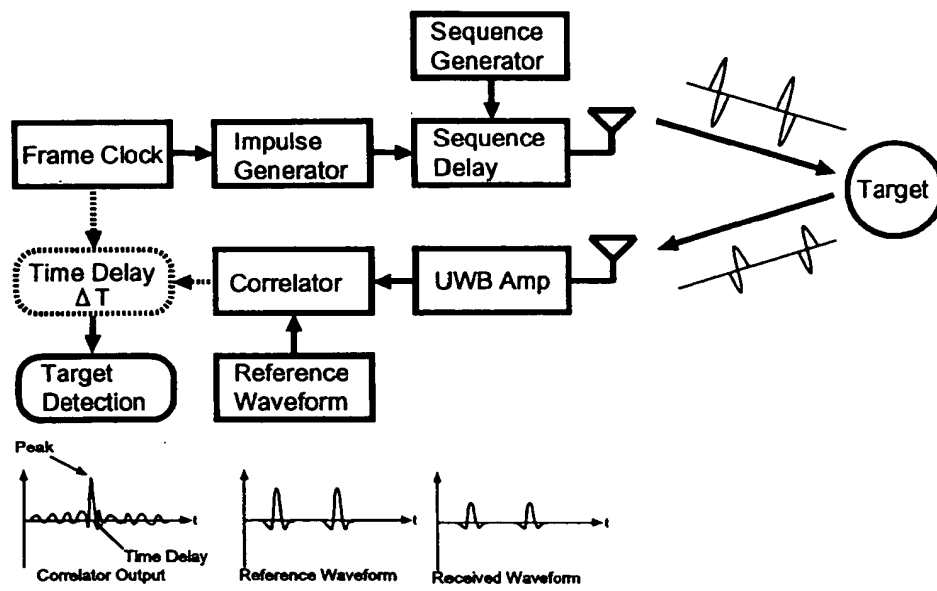 Sequence
Generator
Frame Clock
Impulse
Generator
Sequence
Delay
Target
Time Delay
Δ T
Correlator
UWB Amp
Target
Detection
Reference
Waveform
Peak
t
Time Delay
Correlator Output
t
Reference Waveform
t
Received Waveform